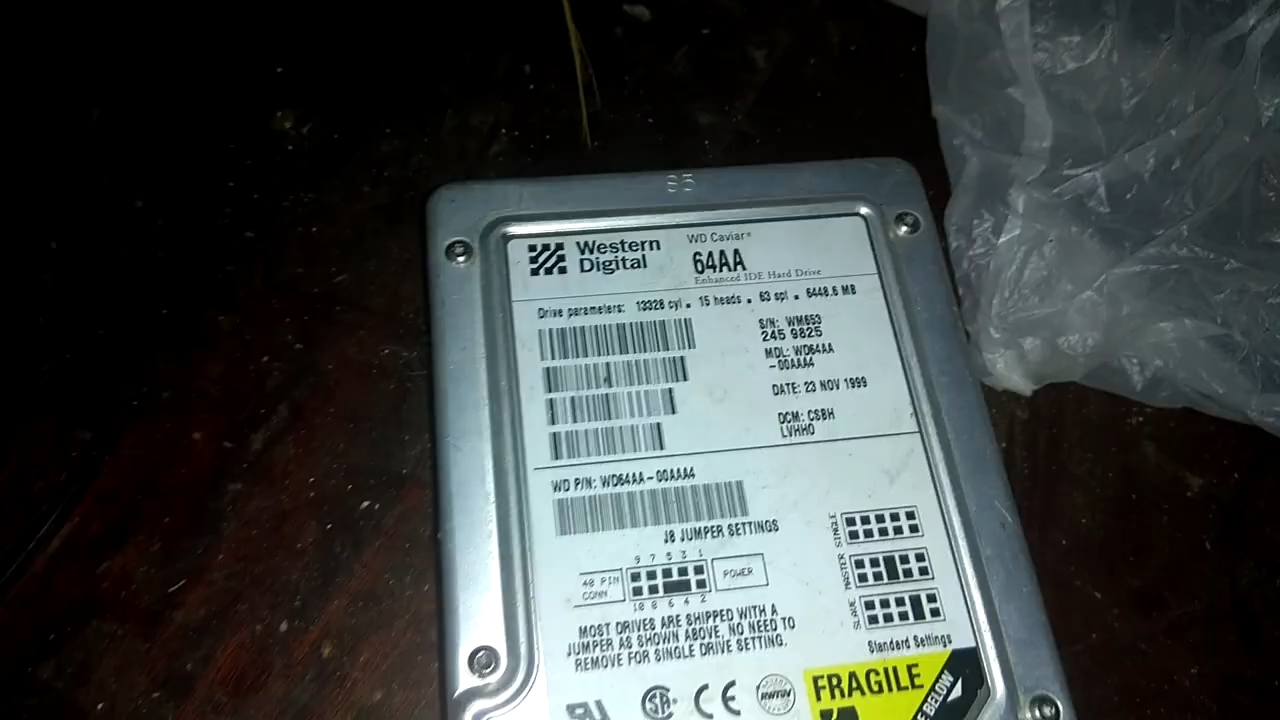 85
Western
Digital
WD Caviar®
64AA
Enhanced IDE Hard Drive
Drive parameters: 13328 cyl ■ 15 heads ■ 63 spt ■ 6448.6 MB
S/N: WM653
245 9825
MDL: WD64AA
-00AAA4
DATE: 23 NOV 1999
DCM: CSBH
LVHHO
WD P/N: WD64AA-00AAA4
J8 JUMPER SETTINGS
9 7 5 3 1
40 PIN
CONN.
POWER
10 8 6 4 2
SINGLE
MASTER
SLAVE
MOST DRIVES ARE SHIPPED WITH A
JUMPER AS SHOWN ABOVE, NO NEED TO
REMOVE FOR SINGLE DRIVE SETTING.
Standard Settings
FRAGILE
BELOW
SA
CE